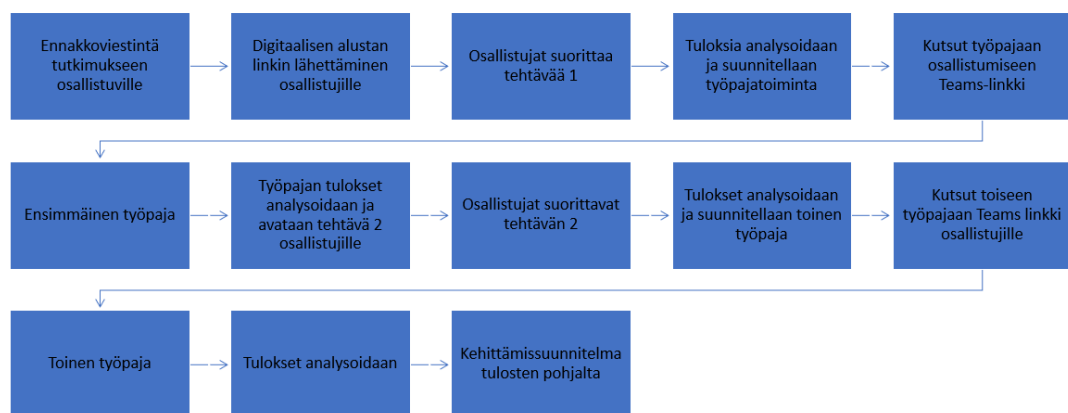 Ennakkoviestintä
tutkimukseen
osallistuville
Digitaalisen alustan
linkin lähettäminen
osallistujille
Osallistujat suorittaa
tehtävää 1
Tuloksia analysoidaan
ja suunnitellaan
työpajatoiminta
Kutsut työpajaan
osallistumiseen
Teams-linkki
Ensimmäinen työpaja
Työpajan tulokset
analysoidaan ja
avataan tehtävä 2
osallistujille
Osallistujat suorittavat
tehtävän 2
Tulokset analysoidaan
ja suunnitellaan toinen
työpaja
Kutsut toiseen
työpajaan Teams linkki
osallistujille
Toinen työpaja
Tulokset analysoidaan
Kehittämissuunnitelma
tulosten pohjalta